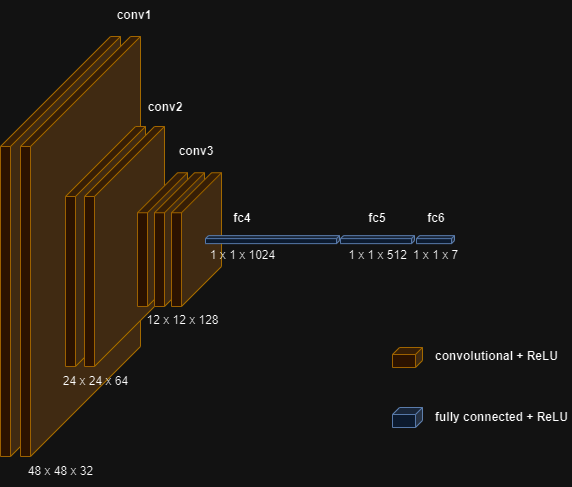 conv1
conv2
conv3
fc4
fc5
fc6
1 x 1 x 1024
1 x 1 x 512
1 x 1 x 7
12 x 12 x 128
24 x 24 x 64
48 x 48 x 32
convolutional + ReLU
fully connected + ReLU